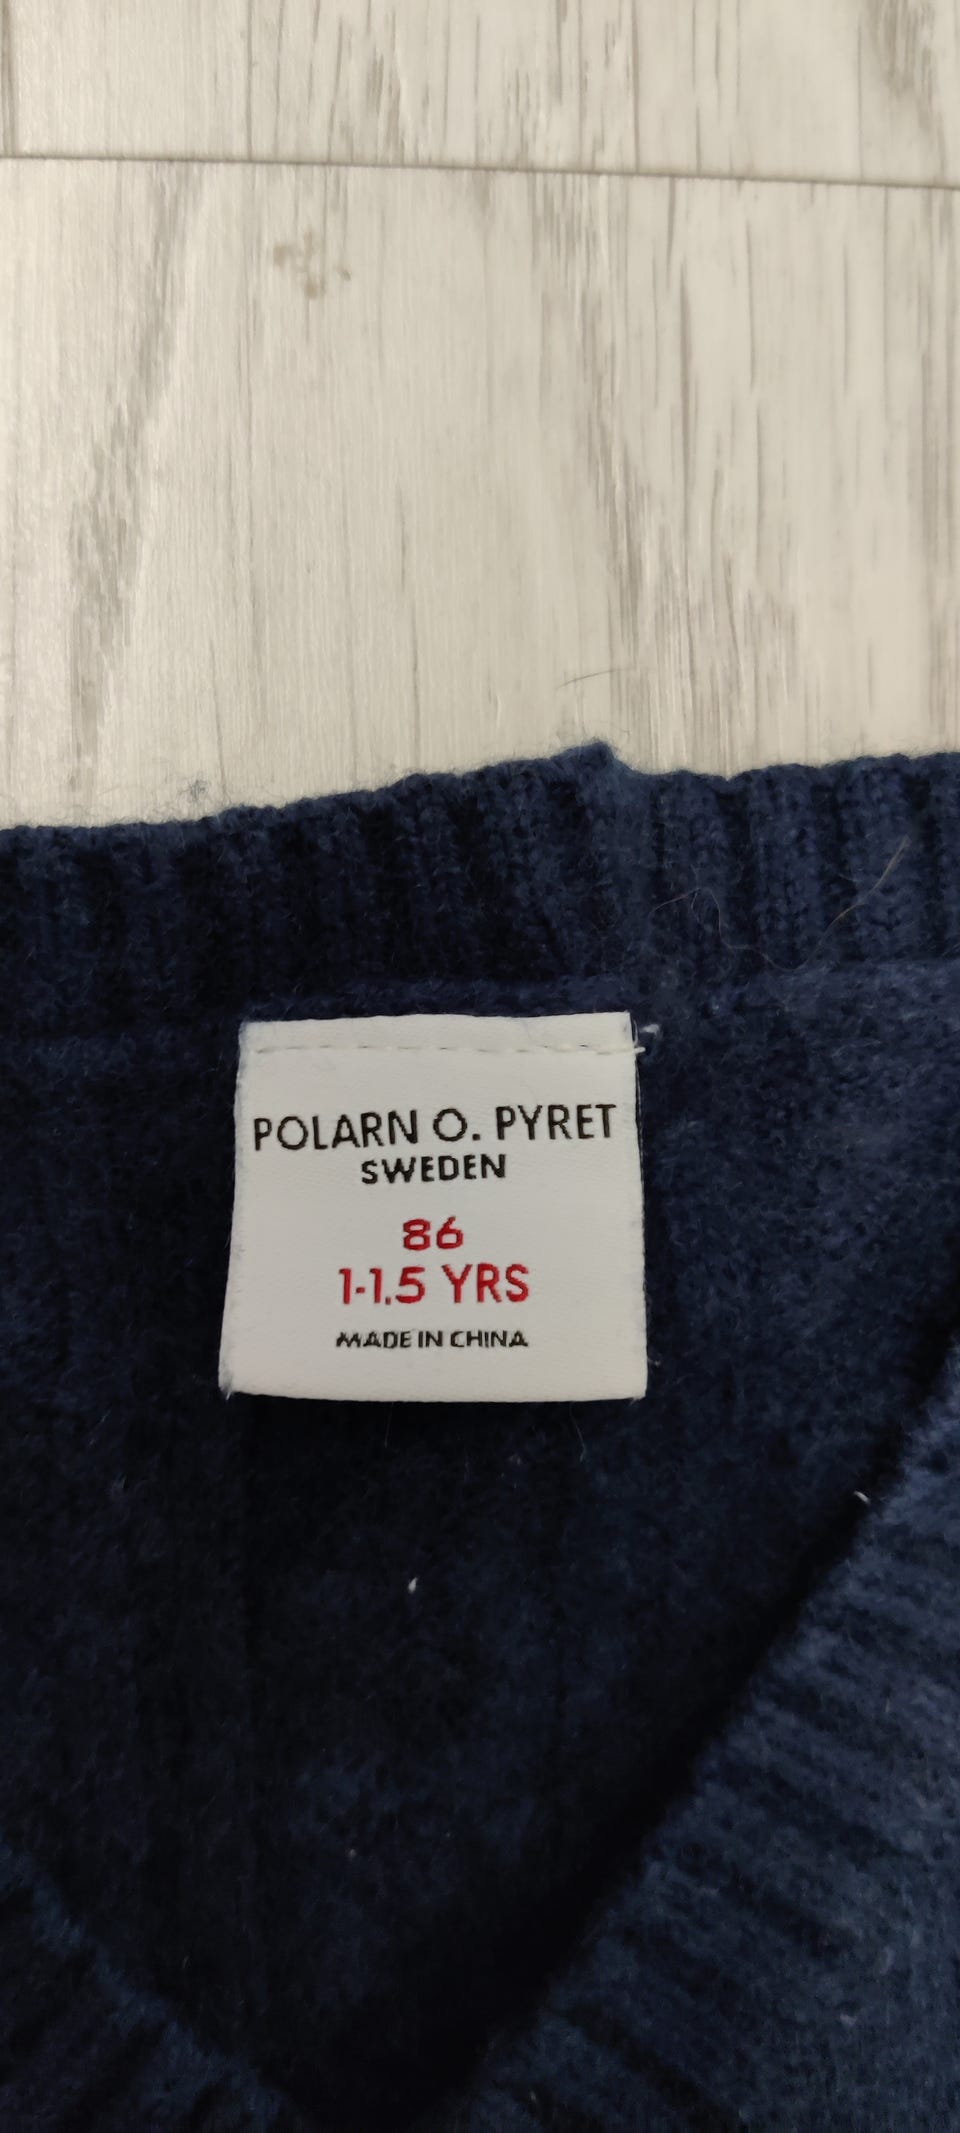 POLARN O. PYRET
SWEDEN
86
1-1.5 YRS
MADE IN CHINA